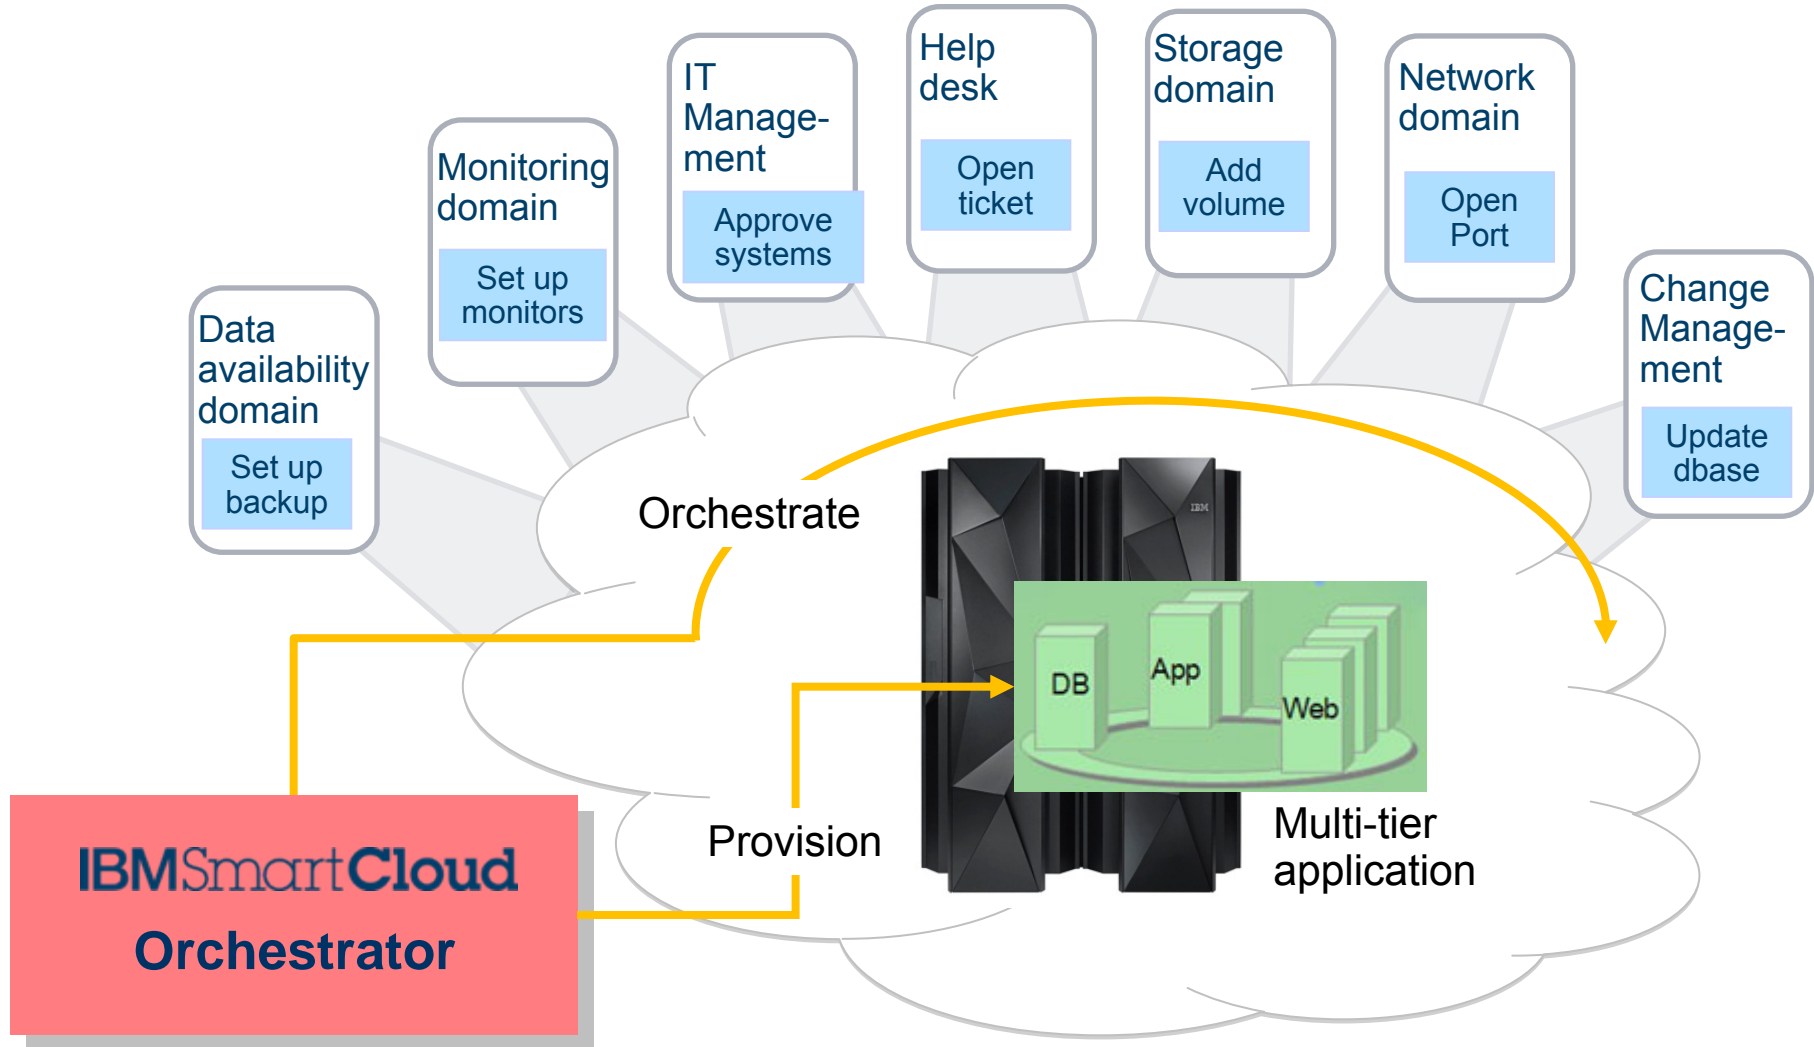 Help
desk
Storage
domain
IT
Manage-
ment
Network
domain
Monitoring
domain
Open
ticket
Add
volume
Approve
systems
Open
Port
Set up
monitors
Change
Manage-
ment
Data
availability
domain
Update
dbase
Set up
backup
Orchestrate
IBM
DB
App
Web
Provision
Multi-tier
application
IBMSmartCloud
Orchestrator